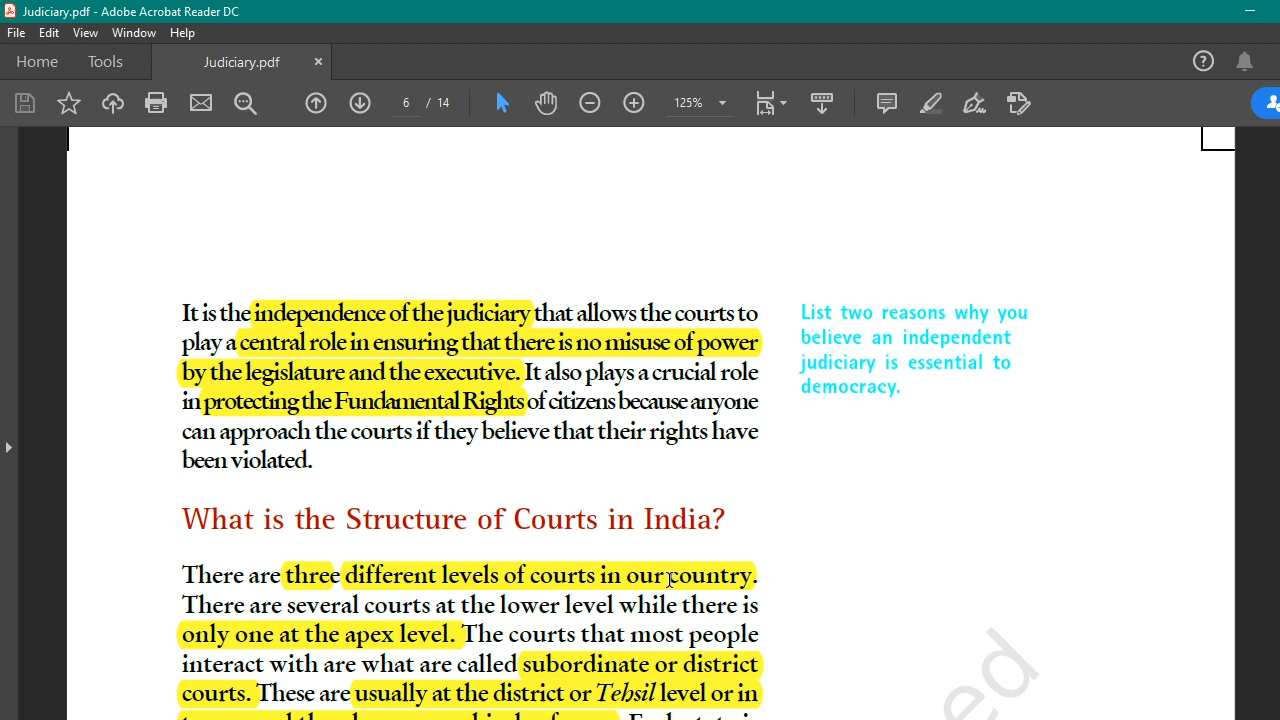 Judiciary.pdf - Adobe Acrobat Reader DC
File Edit View Window Help
Home Tools Judiciary.pdf ×
6 / 14 125%
It is the independence of the judiciary that allows the courts to
play a central role in ensuring that there is no misuse of power
by the legislature and the executive. It also plays a crucial role
in protecting the Fundamental Rights of citizens because anyone
can approach the courts if they believe that their rights have
been violated.
List two reasons why you
believe an independent
judiciary is essential to
democracy.
What is the Structure of Courts in India?
There are three different levels of courts in our country.
There are several courts at the lower level while there is
only one at the apex level. The courts that most people
interact with are what are called subordinate or district
courts. These are usually at the district or Tehsil level or in
ed